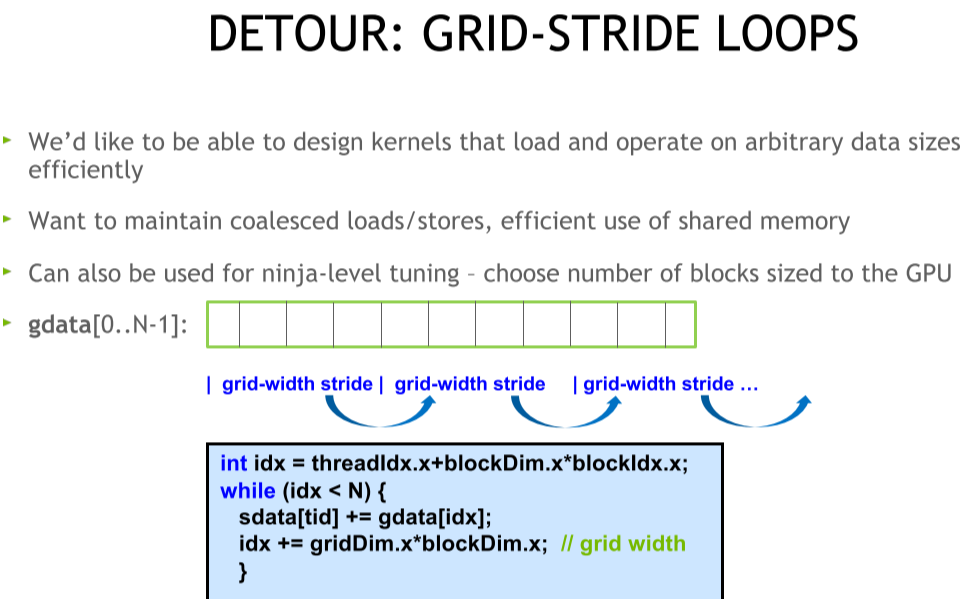 DETOUR: GRID-STRIDE LOOPS
We’d like to be able to design kernels that load and operate on arbitrary data sizes
efficiently
Want to maintain coalesced loads/stores, efficient use of shared memory
Can also be used for ninja-level tuning – choose number of blocks sized to the GPU
gdata[0..N-1]:
| grid-width stride | grid-width stride | grid-width stride …
int idx = threadIdx.x+blockDim.x*blockIdx.x;
while (idx < N) {
sdata[tid] += gdata[idx];
idx += gridDim.x*blockDim.x; // grid width
}